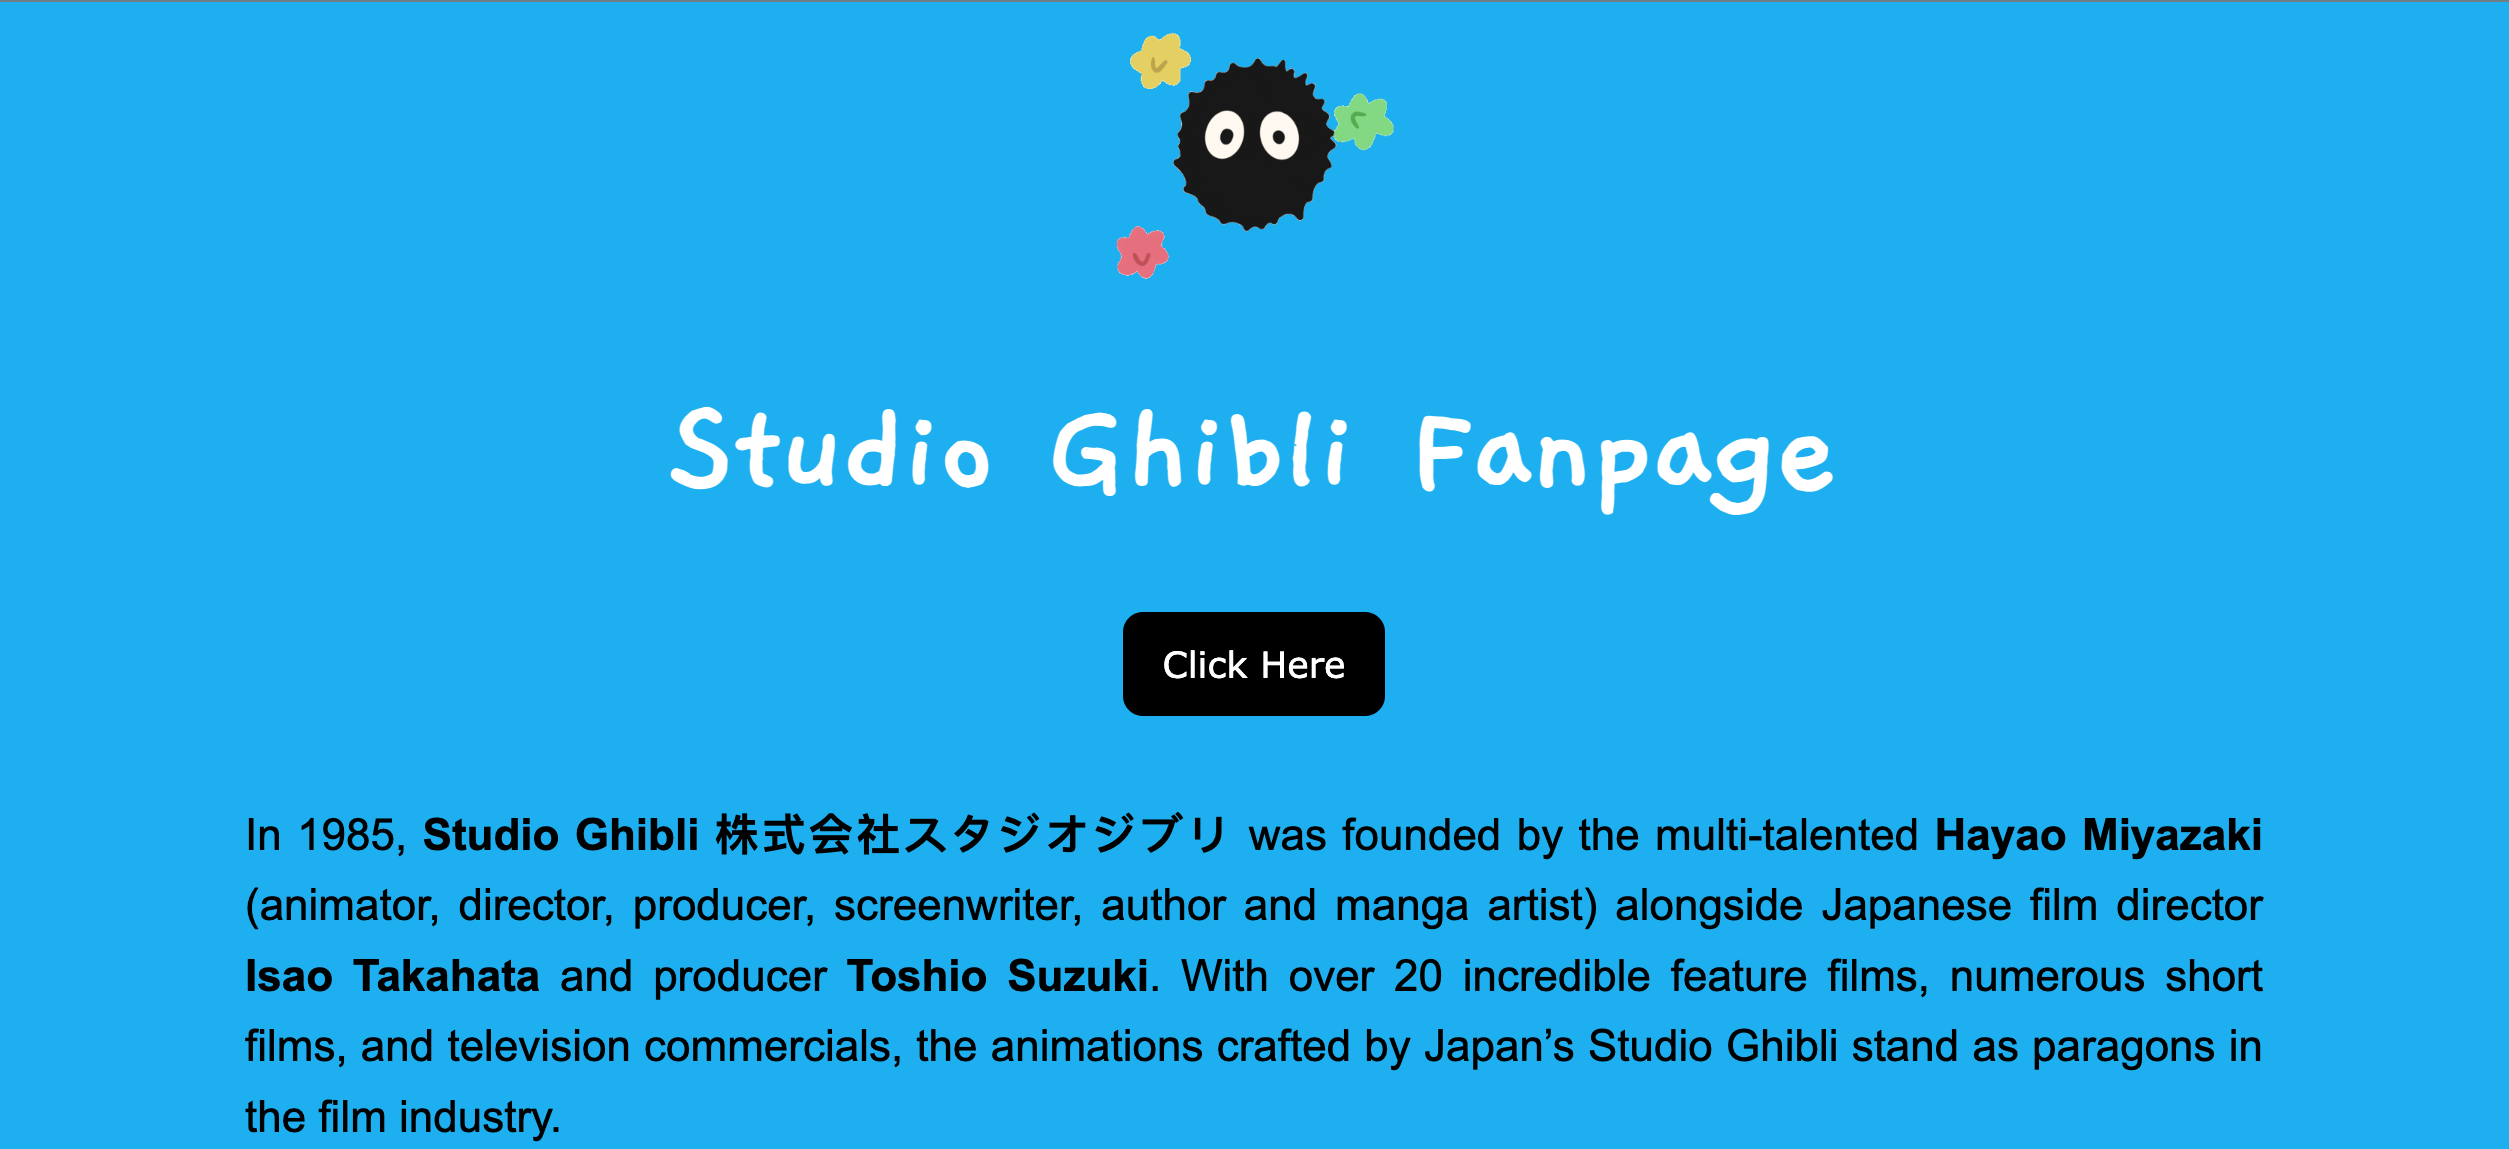 Studio Ghibli Fanpage
Click Here
In 1985, Studio Ghibli 株式会社スタジオジブリ was founded by the multi-talented Hayao Miyazaki
(animator, director, producer, screenwriter, author and manga artist) alongside Japanese film director
Isao Takahata and producer Toshio Suzuki. With over 20 incredible feature films, numerous short
films, and television commercials, the animations crafted by Japan’s Studio Ghibli stand as paragons in
the film industry.